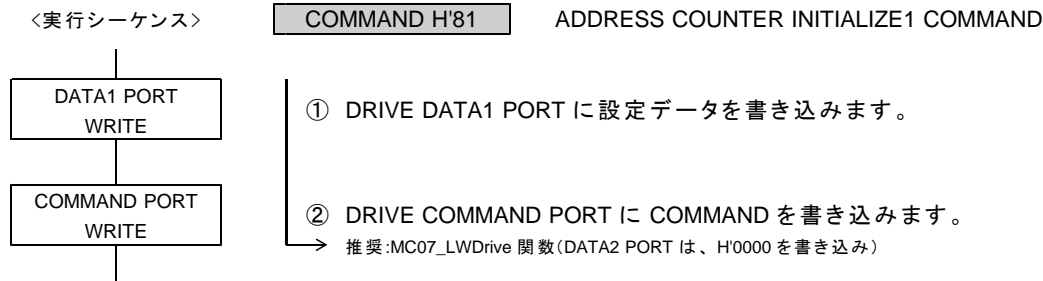 <実行シーケンス>
COMMAND H'81
ADDRESS COUNTER INITIALIZE1 COMMAND
DATA1 PORT
WRITE
① DRIVE DATA1 PORT に設定データを書き込みます。
COMMAND PORT
WRITE
② DRIVE COMMAND PORT に COMMAND を書き込みます。
推奨:MC07_LWDrive 関数(DATA2 PORT は、H'0000 を書き込み)